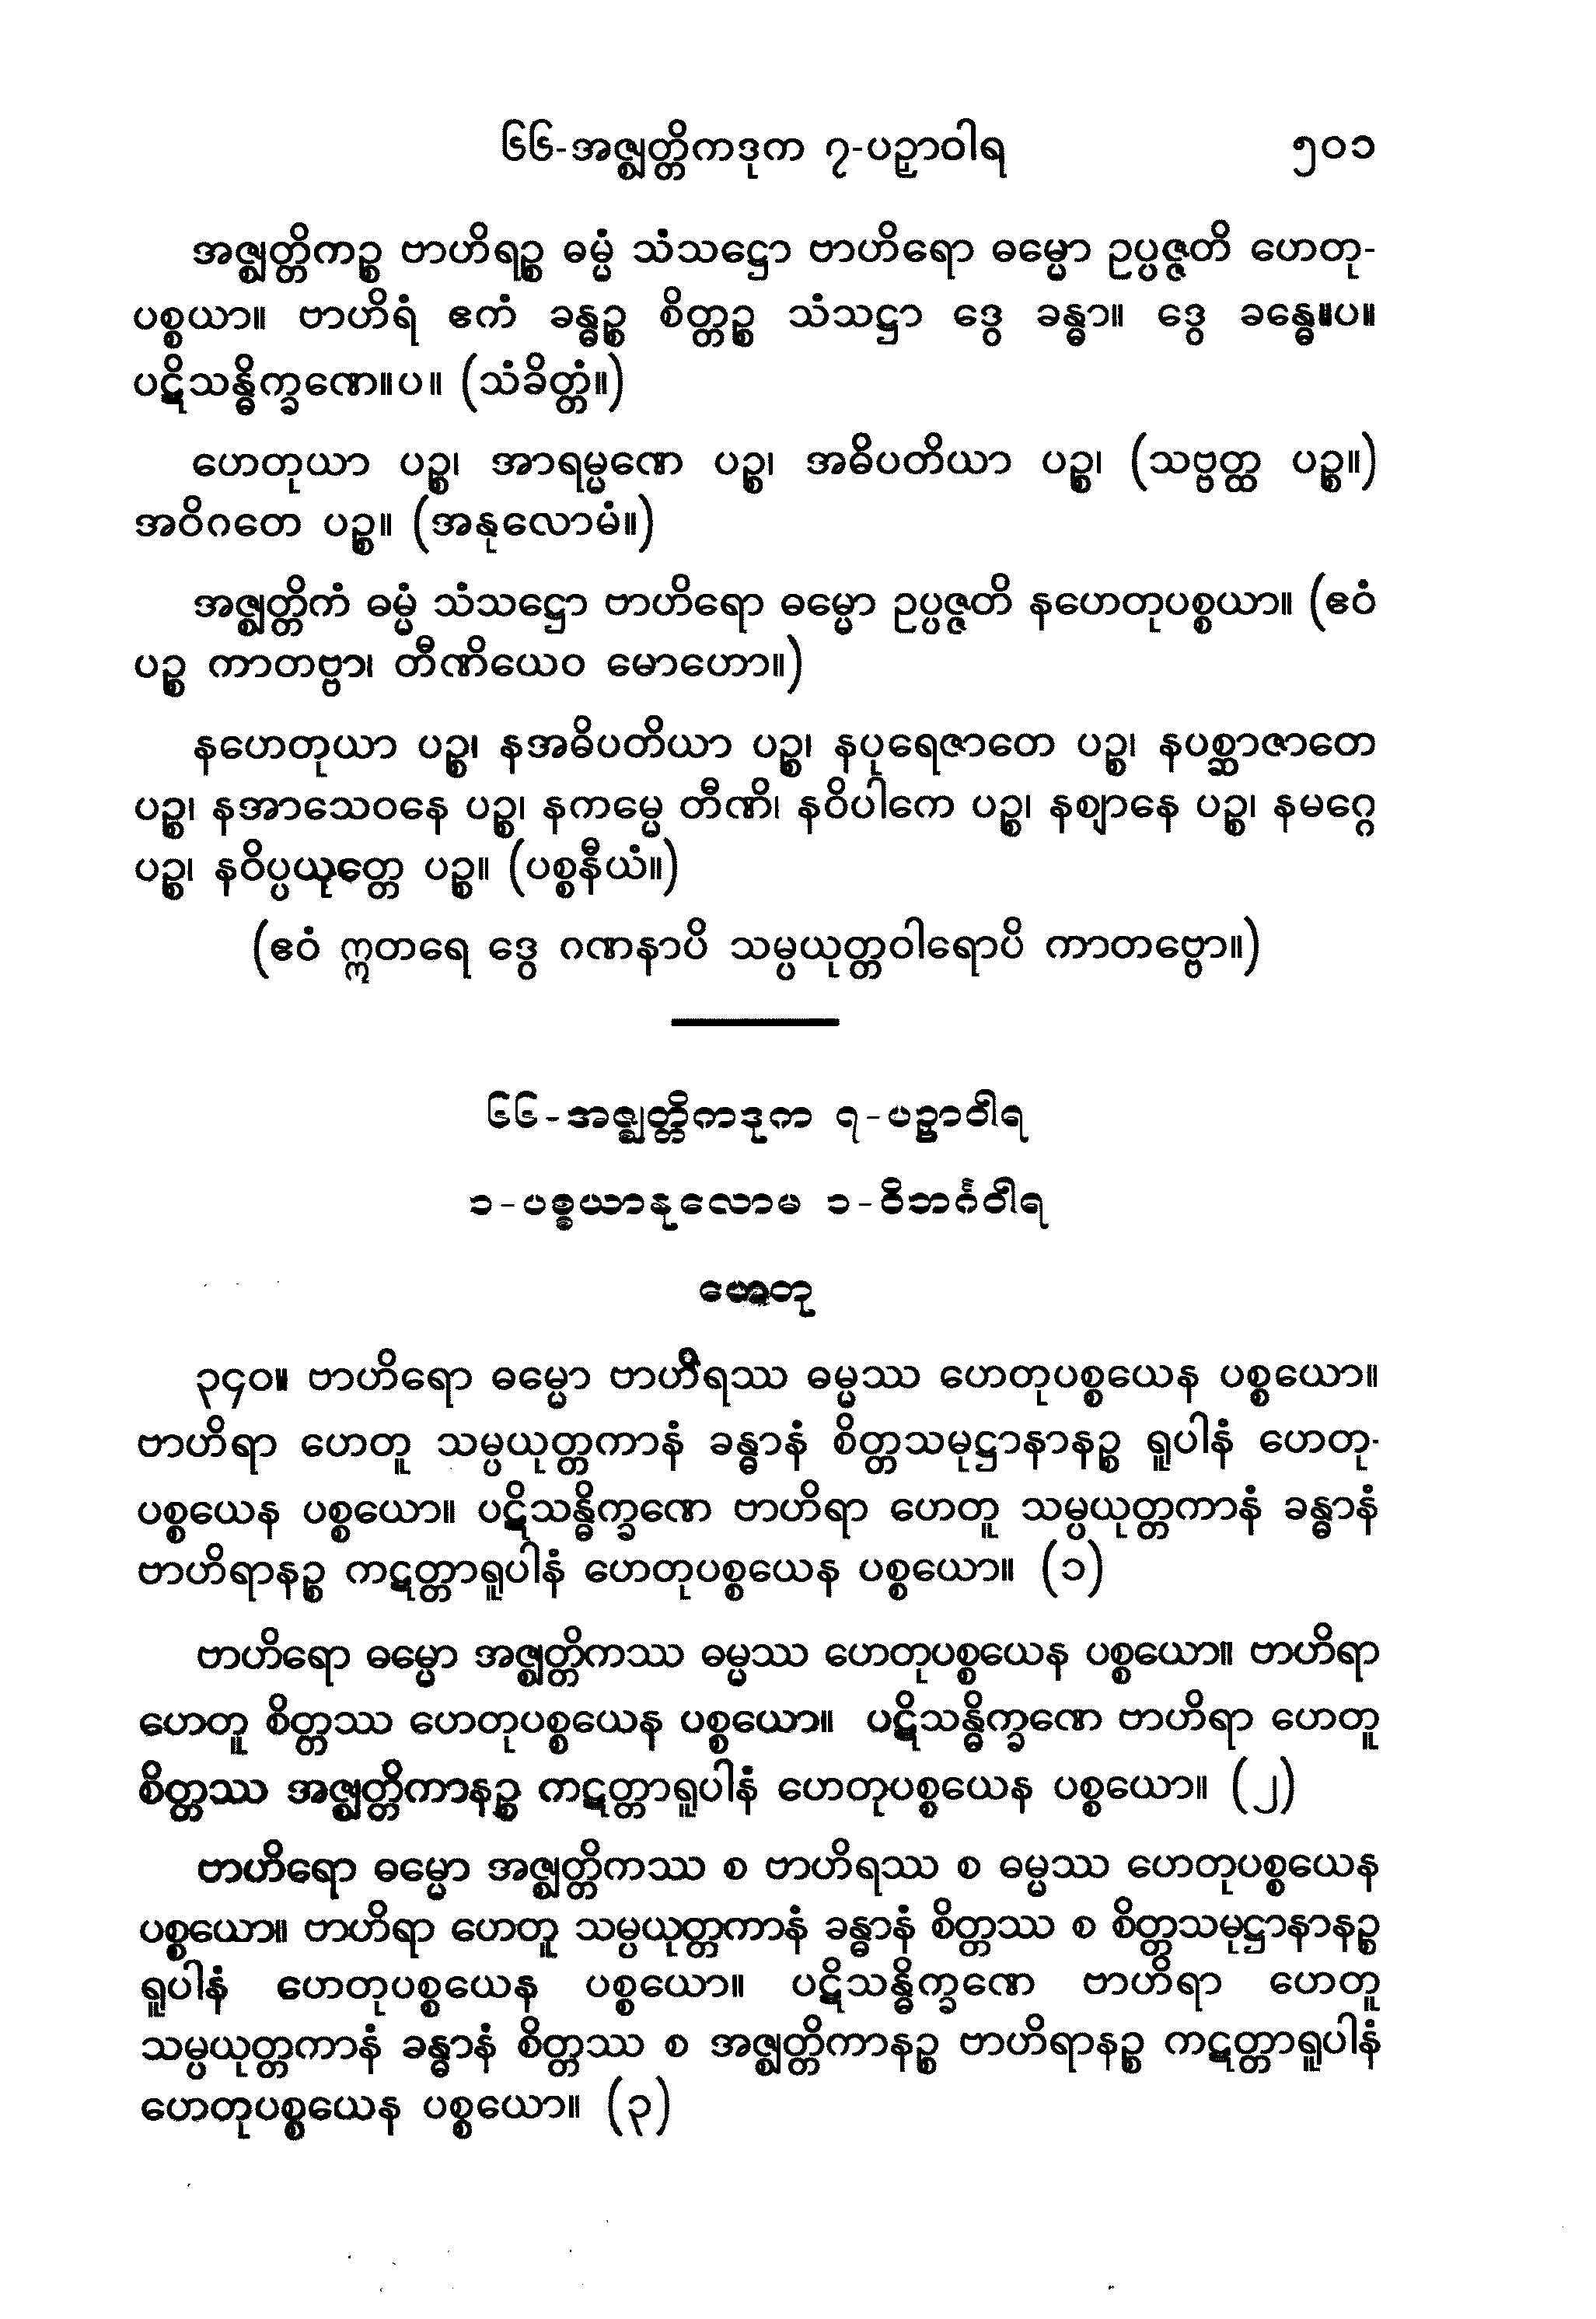 ၆၆-အဇ္ဈတ္တိကဒုက ၇-ပဉှာဝါရ ၅၀၁
အဇ္ဈတ္တိကဉ္စ ဗာဟိရဉ္စ ဓမ္မံ သံသဋ္ဌော ဗာဟိရော ဓမ္မော ဥပ္ပဇ္ဇတိ ဟေတု-
ပစ္စယာ။ ဗာဟိရံ ဧကံ ခန္ဓဉ္စ စိတ္တဉ္စ သံသဋ္ဌာ ဒွေ ခန္ဓာ။ ဒွေ ခန္ဓေ။ပ။
ပဋိသန္ဓိက္ခဏေ။ပ။ (သံခိတ္တံ။)
ဟေတုယာ ပဉ္စ၊ အာရမ္မဏေ ပဉ္စ၊ အဓိပတိယာ ပဉ္စ၊ (သဗ္ဗတ္ထ ပဉ္စ။)
အဝိဂတေ ပဉ္စ။ (အနုလောမံ။)
အဇ္ဈတ္တိကံ ဓမ္မံ သံသဋ္ဌော ဗာဟိရော ဓမ္မော ဥပ္ပဇ္ဇတိ နဟေတုပစ္စယာ။ (ဧဝံ
ပဉ္စ ကာတဗ္ဗာ၊ တီဏိယေဝ မောဟော။)
နဟေတုယာ ပဉ္စ၊ နအဓိပတိယာ ပဉ္စ၊ နပုရေဇာတေ ပဉ္စ၊ နပစ္ဆာဇာတေ
ပဉ္စ၊ နအာသေဝနေ ပဉ္စ၊ နကမ္မေ တီဏိ၊ နဝိပါကေ ပဉ္စ၊ နဈာနေ ပဉ္စ၊ နမဂ္ဂေ
ပဉ္စ၊ နဝိပ္ပယုတ္တေ ပဉ္စ။ (ပစ္စနီယံ။)
(ဧဝံ ဣတရေ ဒွေ ဂဏနာပိ သမ္ပယုတ္တဝါရောပိ ကာတဗ္ဗော။)
၆၆-အဇ္ဈတ္တိကဒုက ၇-ပဉှာဝါရ
၁-ပစ္စယာနုလောမ ၁-ဝိဘင်္ဂဝါရ
ဟေတု
၃၄၀။ ဗာဟိရော ဓမ္မော ဗာဟိရဿ ဓမ္မဿ ဟေတုပစ္စယေန ပစ္စယော။
ဗာဟိရာ ဟေတူ သမ္ပယုတ္တကာနံ ခန္ဓာနံ စိတ္တသမုဋ္ဌာနာနဉ္စ ရူပါနံ ဟေတု-
ပစ္စယေန ပစ္စယော။ ပဋိသန္ဓိက္ခဏေ ဗာဟိရာ ဟေတူ သမ္ပယုတ္တကာနံ ခန္ဓာနံ
ဗာဟိရာနဉ္စ ကဋတ္တာရူပါနံ ဟေတုပစ္စယေန ပစ္စယော။ (၁)
ဗာဟိရော ဓမ္မော အဇ္ဈတ္တိကဿ ဓမ္မဿ ဟေတုပစ္စယေန ပစ္စယော။ ဗာဟိရာ
ဟေတူ စိတ္တဿ ဟေတုပစ္စယေန ပစ္စယော။ ပဋိသန္ဓိက္ခဏေ ဗာဟိရာ ဟေတူ
စိတ္တဿ အဇ္ဈတ္တိကာနဉ္စ ကဋတ္တာရူပါနံ ဟေတုပစ္စယေန ပစ္စယော။ (၂)
ဗာဟိရော ဓမ္မော အဇ္ဈတ္တိကဿ စ ဗာဟိရဿ စ ဓမ္မဿ ဟေတုပစ္စယေန
ပစ္စယော။ ဗာဟိရာ ဟေတူ သမ္ပယုတ္တကာနံ ခန္ဓာနံ စိတ္တဿ စ စိတ္တသမုဋ္ဌာနာနဉ္စ
ရူပါနံ ဟေတုပစ္စယေန ပစ္စယော။ ပဋိသန္ဓိက္ခဏေ ဗာဟိရာ ဟေတူ
သမ္ပယုတ္တကာနံ ခန္ဓာနံ စိတ္တဿ စ အဇ္ဈတ္တိကာနဉ္စ ဗာဟိရာနဉ္စ ကဋတ္တာရူပါနံ
ဟေတုပစ္စယေန ပစ္စယော။ (၃)